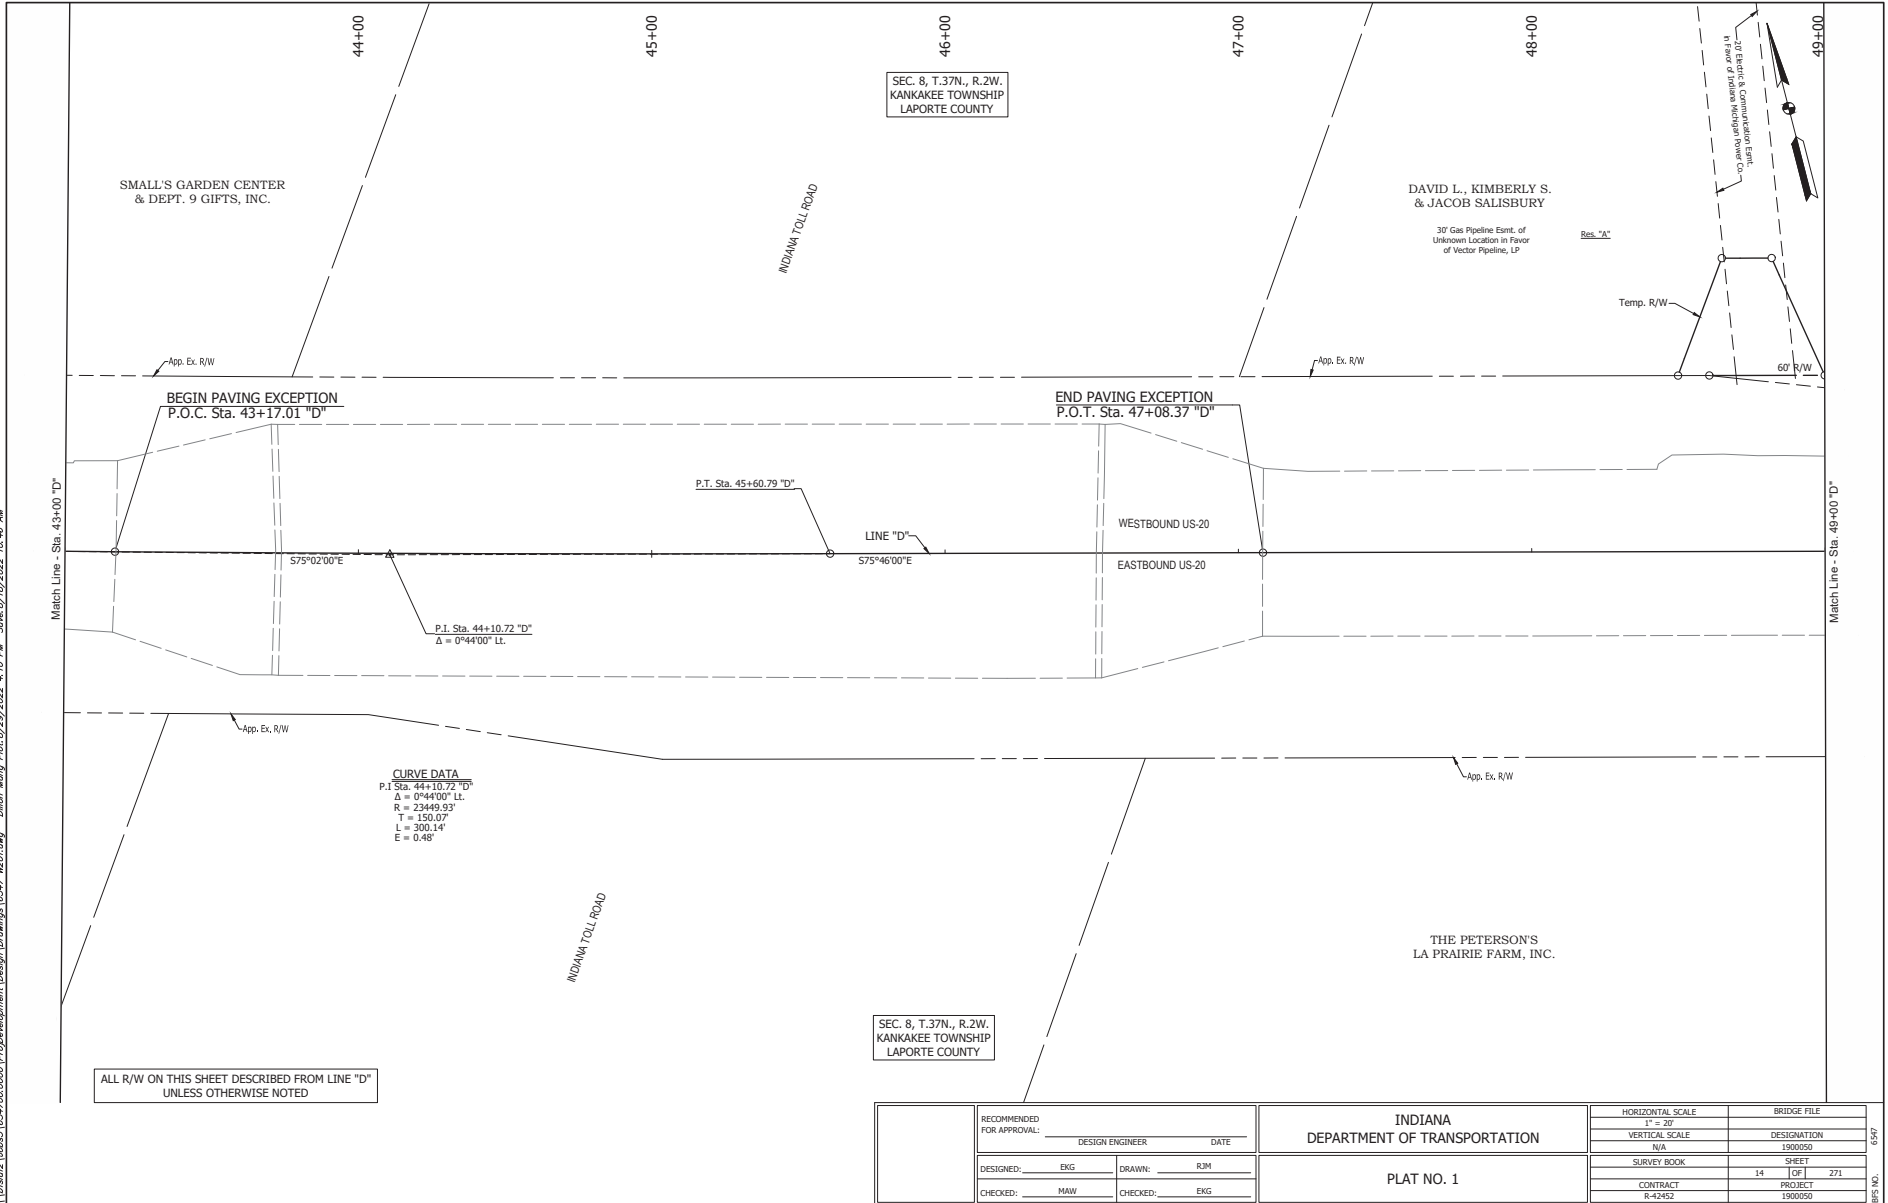 44+00
45+00
46+00
47+00
48+00
49+00
SEC. 8, T.37N., R.2W.
KANKAKEE TOWNSHIP
LAPORTE COUNTY
20' Electric & Communication Esmt.
in Favor of Indiana Michigan Power Co.
SMALL'S GARDEN CENTER
& DEPT. 9 GIFTS, INC.
INDIANA TOLL ROAD
DAVID L., KIMBERLY S.
& JACOB SALISBURY
30' Gas Pipeline Esmt. of
Unknown Location in Favor
of Vector Pipeline, LP
Res. "A"
Temp. R/W
App. Ex. R/W
App. Ex. R/W
60' R/W
BEGIN PAVING EXCEPTION
P.O.C. Sta. 43+17.01 "D"
END PAVING EXCEPTION
P.O.T. Sta. 47+08.37 "D"
Match Line - Sta. 43+00 "D"
P.T. Sta. 45+60.79 "D"
LINE "D"
WESTBOUND US-20
S75°02'00"E
S75°46'00"E
EASTBOUND US-20
Match Line - Sta. 49+00 "D"
P.I. Sta. 44+10.72 "D"
Δ = 0°44'00" Lt.
App. Ex. R/W
App. Ex. R/W
CURVE DATA
P.I Sta. 44+10.72 "D"
Δ = 0°44'00" Lt.
R = 23449.93'
T = 150.07'
L = 300.14'
E = 0.48'
INDIANA TOLL ROAD
THE PETERSON'S
LA PRAIRIE FARM, INC.
SEC. 8, T.37N., R.2W.
KANKAKEE TOWNSHIP
LAPORTE COUNTY
ALL R/W ON THIS SHEET DESCRIBED FROM LINE "D"
UNLESS OTHERWISE NOTED
RECOMMENDED
FOR APPROVAL:
DESIGN ENGINEER DATE
DESIGNED: EKG DRAWN: RJM
CHECKED: MAW CHECKED: EKG
INDIANA
DEPARTMENT OF TRANSPORTATION
PLAT NO. 1
HORIZONTAL SCALE BRIDGE FILE
1" = 20'
VERTICAL SCALE DESIGNATION
N/A 1900050
SURVEY BOOK SHEET
14 OF 271
CONTRACT PROJECT
R-42452 1900050
BFS NO. 6547